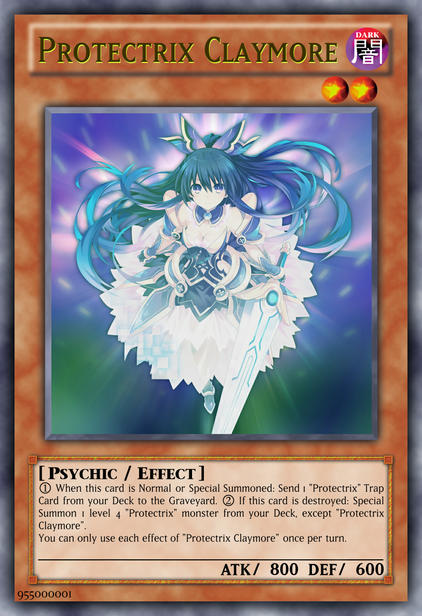 Protectrix Claymore
DARK
闇
[Psychic / Effect]
① When this card is Normal or Special Summoned: Send 1 "Protectrix" Trap
Card from your Deck to the Graveyard. ② If this card is destroyed: Special
Summon 1 level 4 "Protectrix" monster from your Deck, except "Protectrix
Claymore".
You can only use each effect of "Protectrix Claymore" once per turn.
ATK/ 800 DEF/ 600
955000001